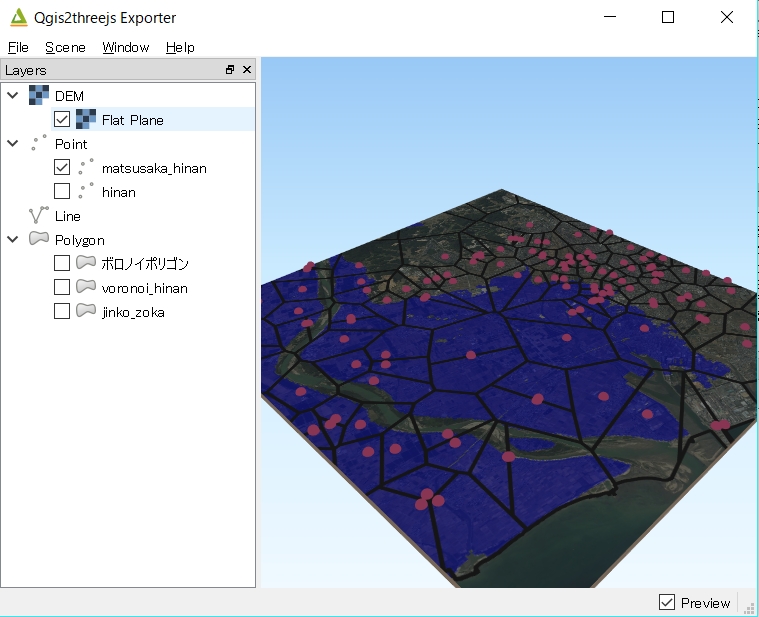 Qgis2threejs Exporter
File Scene Window Help
Layers
DEM
Flat Plane
Point
matsusaka_hinan
hinan
Line
Polygon
ボロノイポリゴン
voronoi_hinan
jinko_zoka
Preview